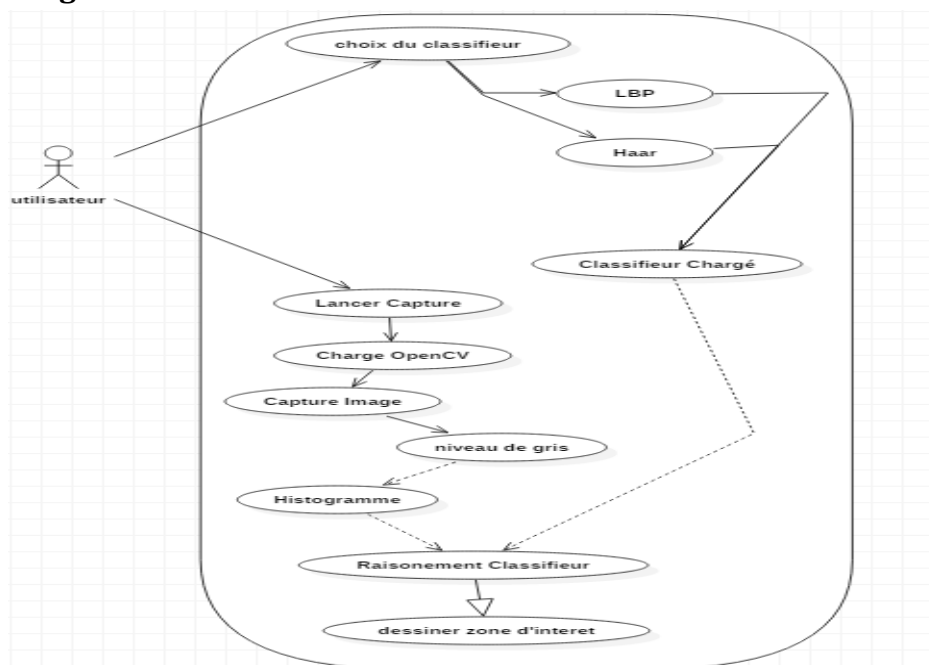 choix du classifieur
LBP
Haar
utilisateur
Classifieur Chargé
Lancer Capture
Charge OpenCV
Capture Image
niveau de gris
Histogramme
Raisonement Classifieur
dessiner zone d'interet